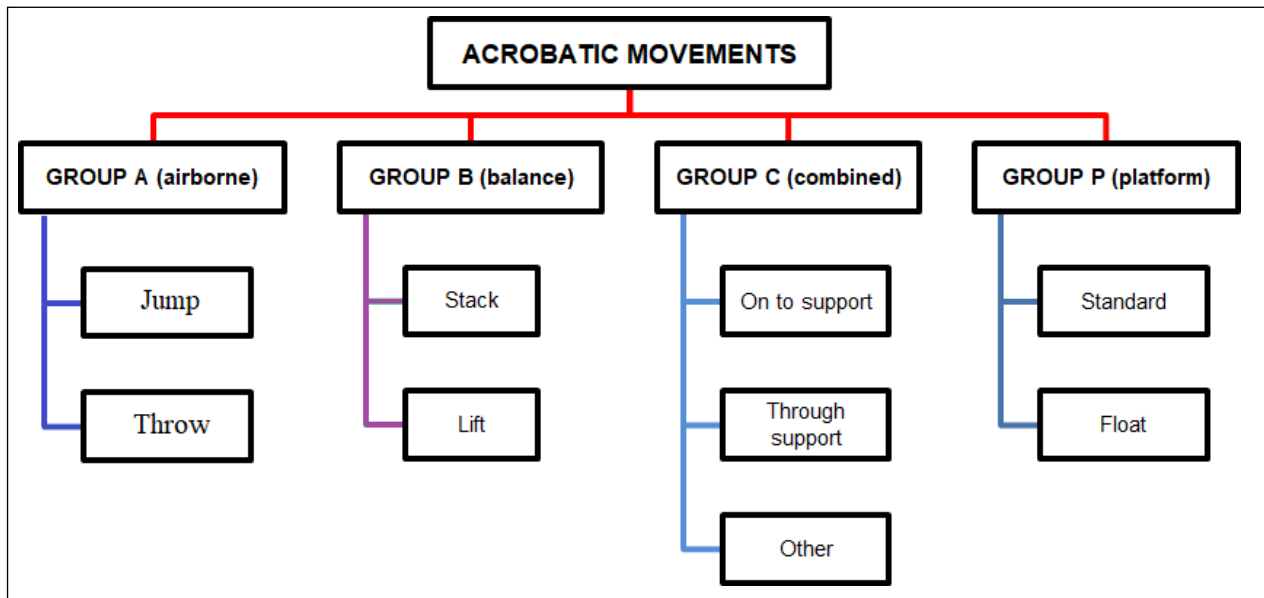 ACROBATIC MOVEMENTS
GROUP A (airborne)
GROUP B (balance)
GROUP C (combined)
GROUP P (platform)
Jump
Stack
On to support
Standard
Throw
Lift
Through
support
Float
Other